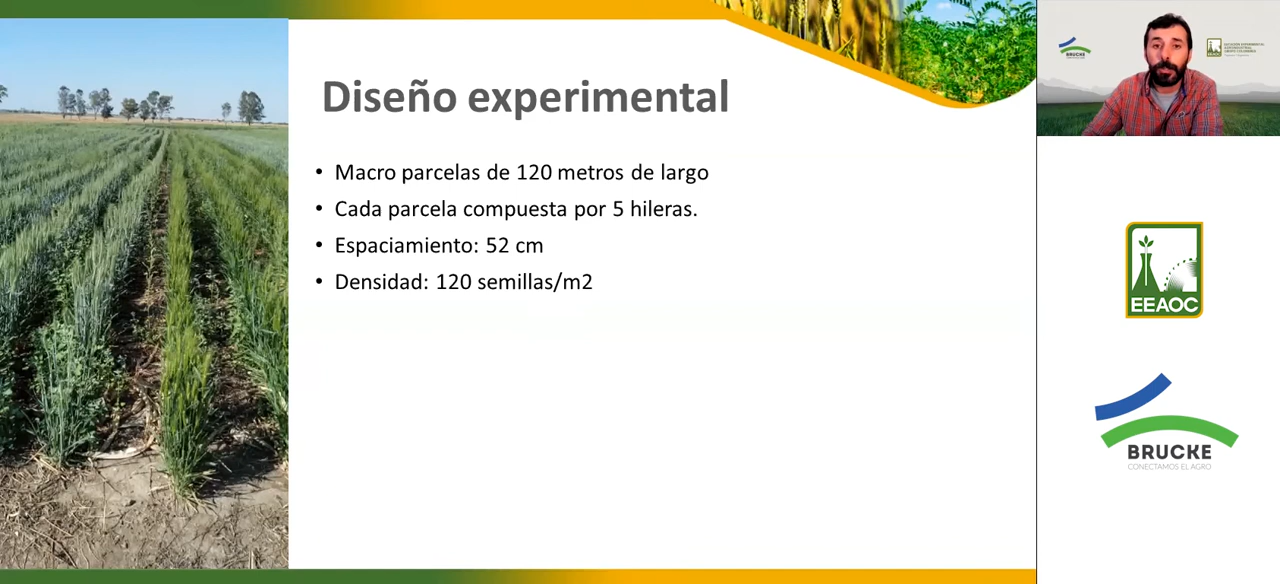 Diseño experimental
• Macro parcelas de 120 metros de largo
• Cada parcela compuesta por 5 hileras.
• Espaciamiento: 52 cm
• Densidad: 120 semillas/m2
BRUCKE
EEAOC
BRUCKE
CONECTAMOS EL AGRO